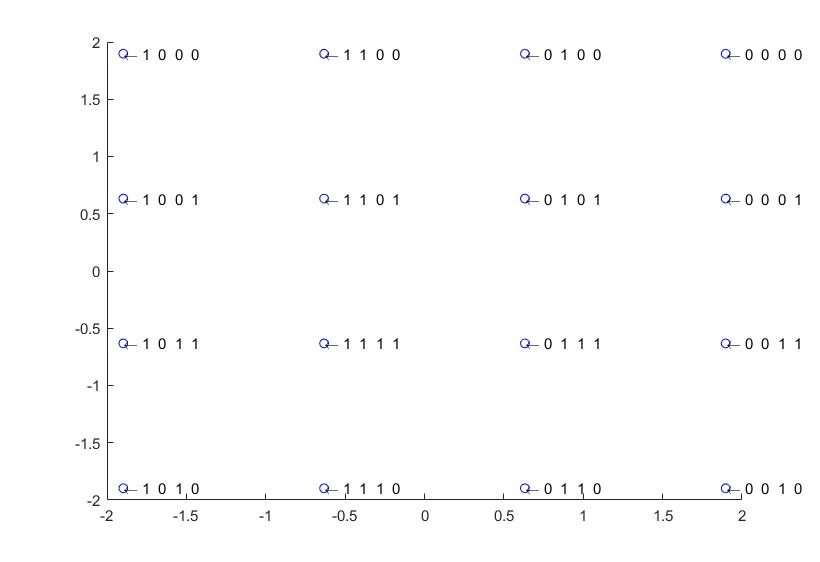 2
1 0 0 0
1 1 0 0
0 1 0 0
0 0 0 0
1.5
1
1 0 0 1
1 1 0 1
0 1 0 1
0 0 0 1
0.5
0
-0.5
1 0 1 1
1 1 1 1
0 1 1 1
0 0 1 1
-1
-1.5
1 0 1 0
1 1 1 0
0 1 1 0
0 0 1 0
-2
-2
-1.5
-1
-0.5
0
0.5
1
1.5
2